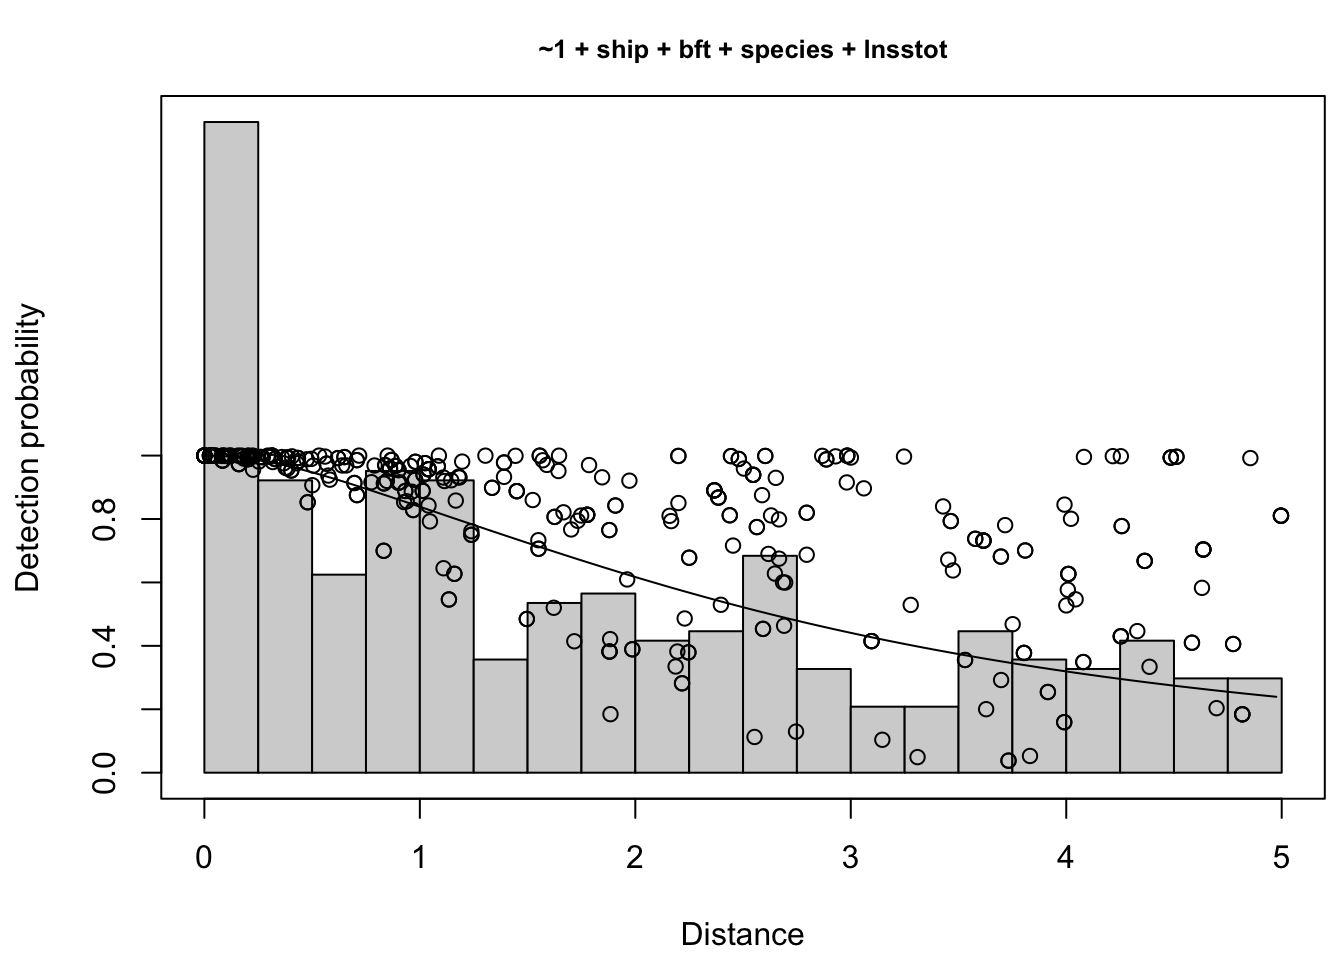 ~1 + ship + bft + species + lnsstot
Detection probability
0.8
0.4
0.0
0 1 2 3 4 5
Distance